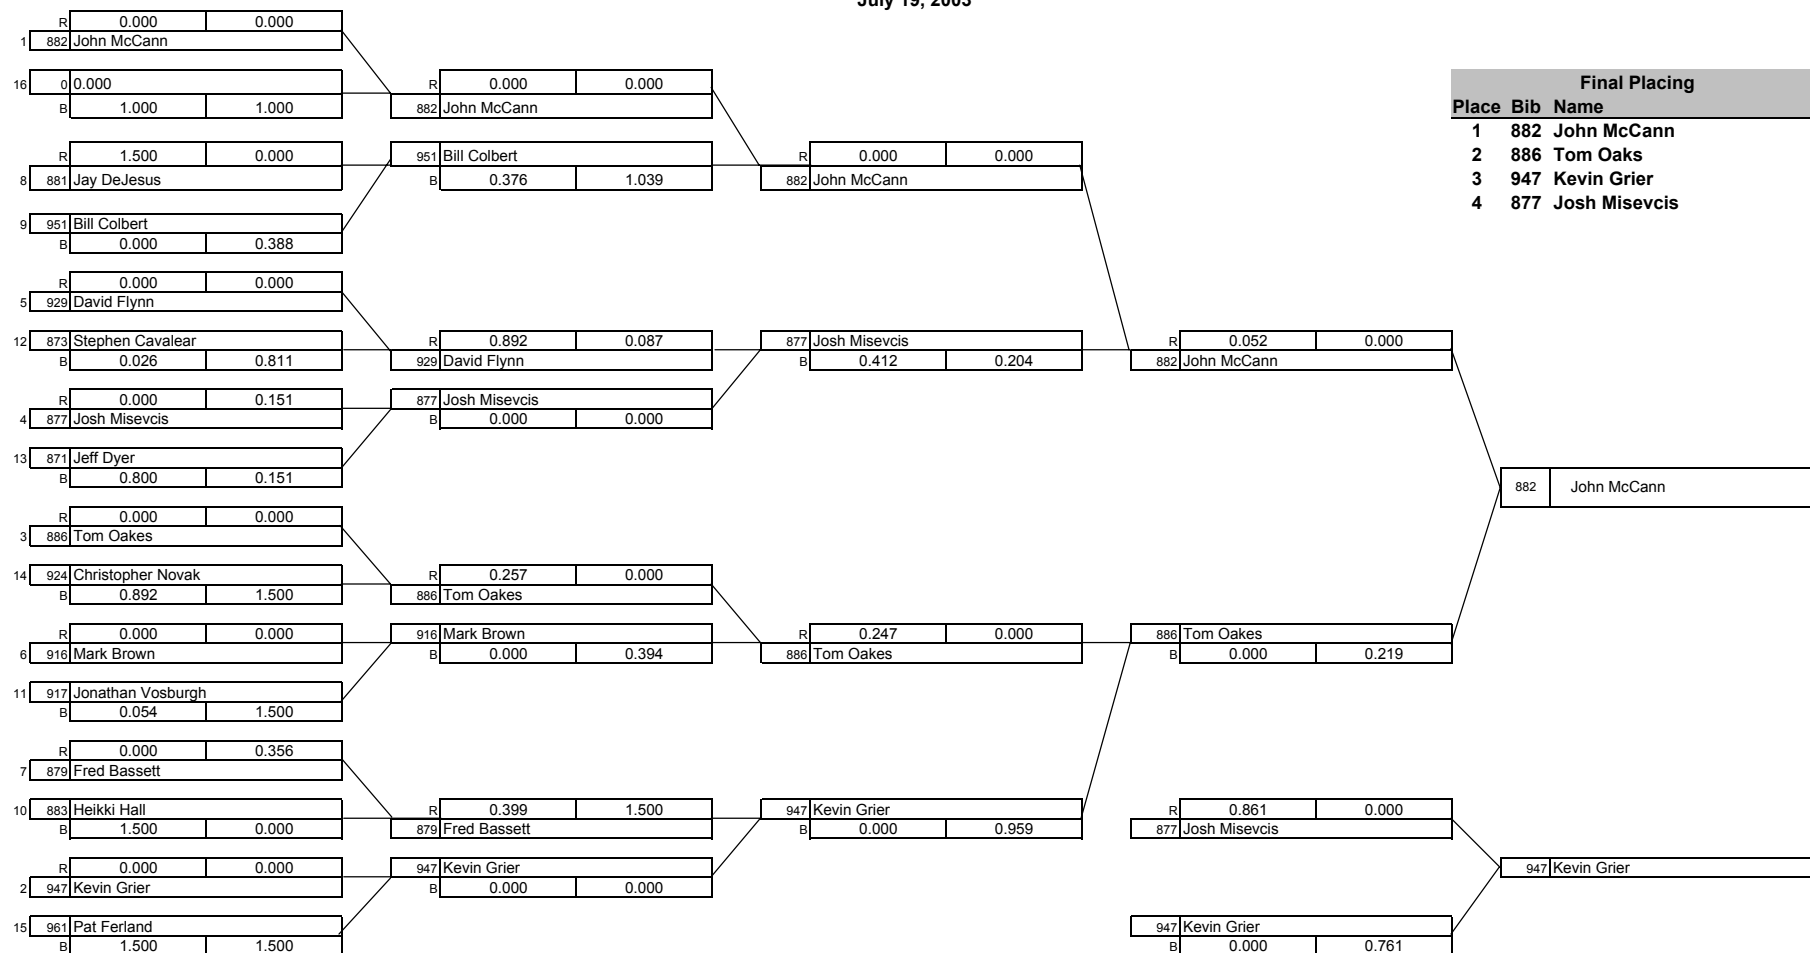 July 19, 2003
R 0.000 0.000
1 882 John McCann
16 0 0.000
B 1.000 1.000
R 1.500 0.000
8 881 Jay DeJesus
9 951 Bill Colbert
B 0.000 0.388
R 0.000 0.000
5 929 David Flynn
12 873 Stephen Cavalear
B 0.026 0.811
R 0.000 0.151
4 877 Josh Misevcis
13 871 Jeff Dyer
B 0.800 0.151
R 0.000 0.000
3 886 Tom Oakes
14 924 Christopher Novak
B 0.892 1.500
R 0.000 0.000
6 916 Mark Brown
11 917 Jonathan Vosburgh
B 0.054 1.500
R 0.000 0.356
7 879 Fred Bassett
10 883 Heikki Hall
B 1.500 0.000
R 0.000 0.000
2 947 Kevin Grier
15 961 Pat Ferland
B 1.500 1.500
R 0.000 0.000
882 John McCann
951 Bill Colbert
B 0.376 1.039
R 0.892 0.087
929 David Flynn
877 Josh Misevcis
B 0.000 0.000
R 0.257 0.000
886 Tom Oakes
916 Mark Brown
B 0.000 0.394
R 0.399 1.500
879 Fred Bassett
947 Kevin Grier
B 0.000 0.000
R 0.000 0.000
882 John McCann
877 Josh Misevcis
B 0.412 0.204
R 0.247 0.000
886 Tom Oakes
947 Kevin Grier
B 0.000 0.959
R 0.052 0.000
882 John McCann
886 Tom Oakes
B 0.000 0.219
R 0.861 0.000
877 Josh Misevcis
947 Kevin Grier
B 0.000 0.761
882 John McCann
947 Kevin Grier
Final Placing
Place Bib Name
1 882 John McCann
2 886 Tom Oaks
3 947 Kevin Grier
4 877 Josh Misevcis